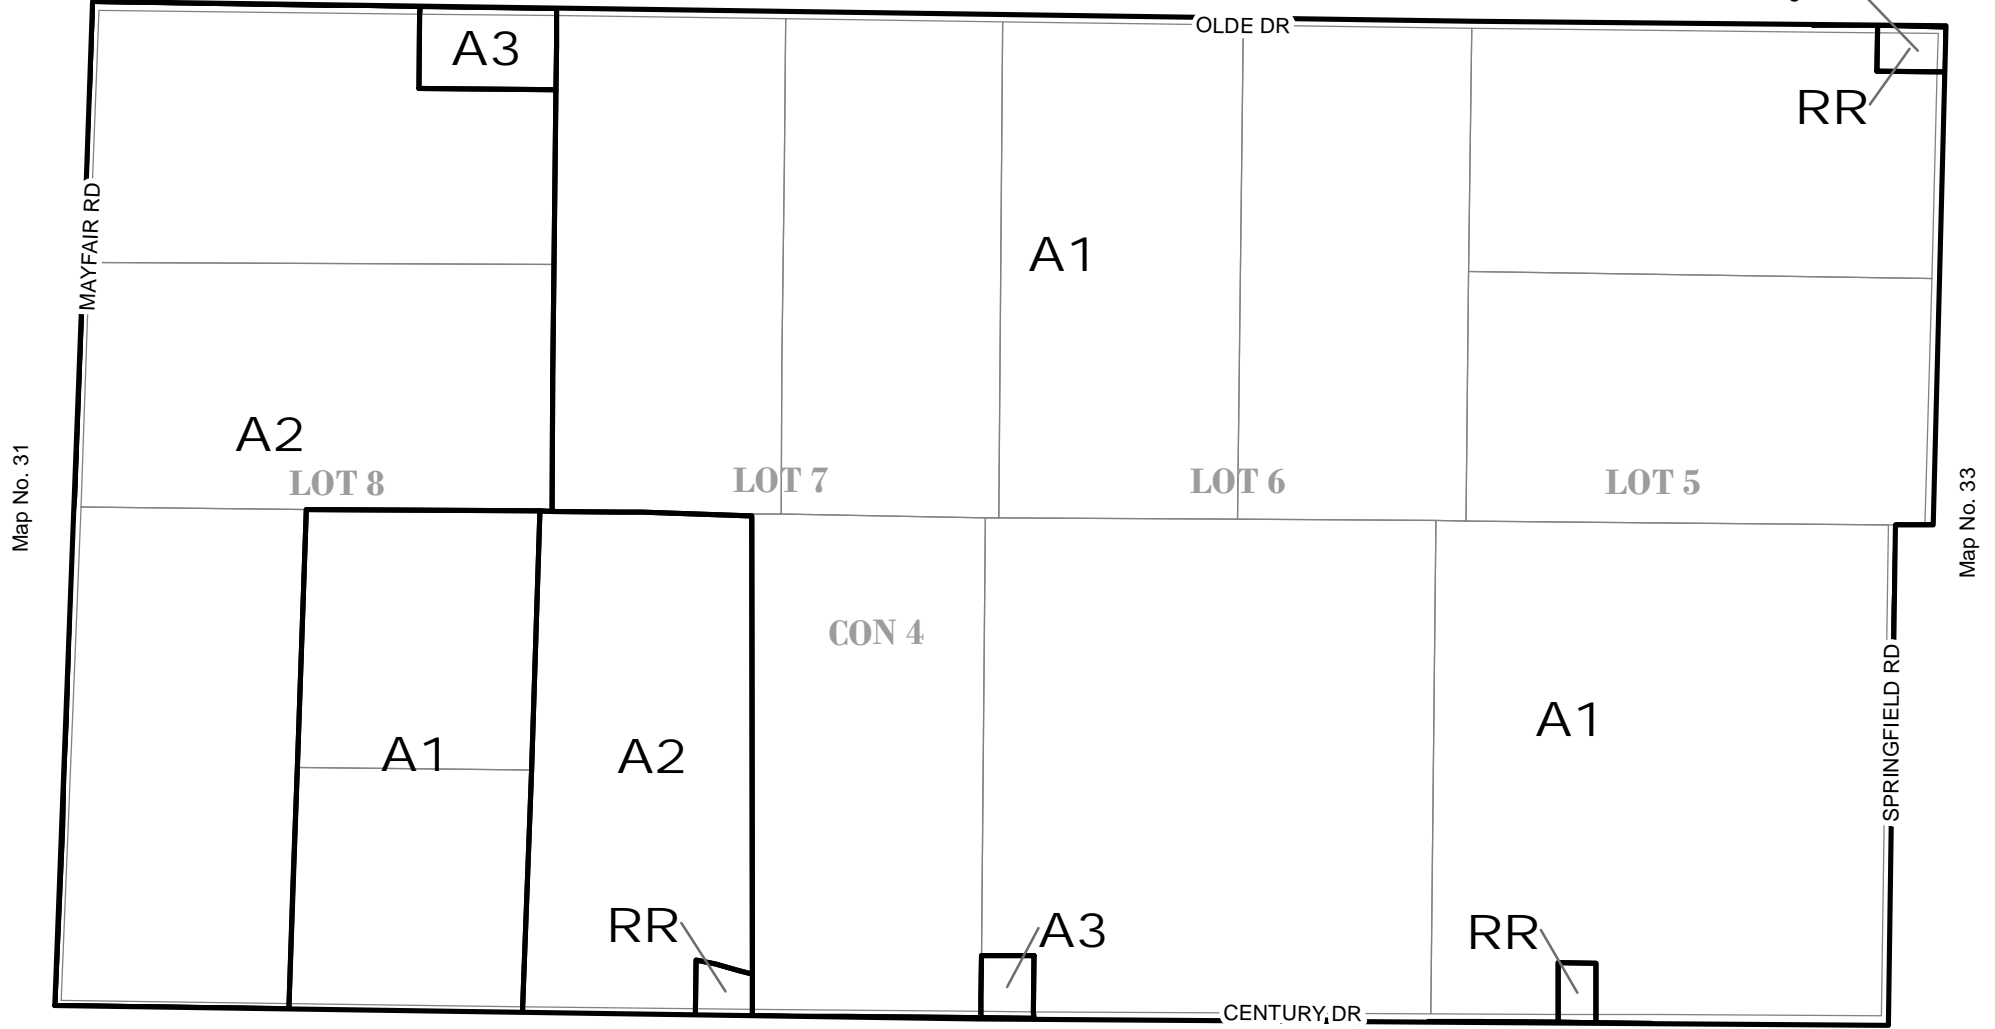 OLDE DR
A3
RR
MAYFAIR RD
A1
A2
LOT 8
LOT 7
LOT 6
LOT 5
Map No. 31
Map No. 33
CON 4
SPRINGFIELD RD
A1
A1
A2
RR
A3
RR
CENTURY DR